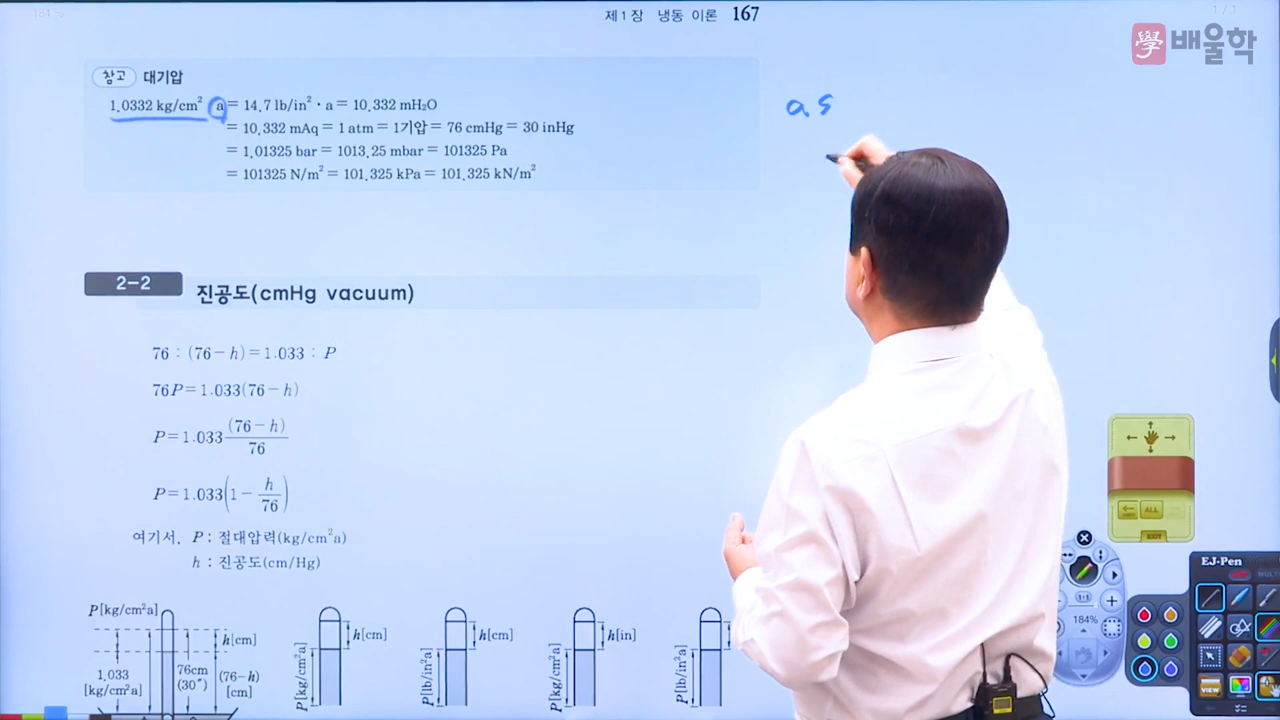 184 %
제1장 냉동 이론 167
1 / 1
學 배울학
참고 대기압
1.0332 kg/cm² a = 14.7 lb/in²·a = 10.332 mH₂O
= 10.332 mAq = 1 atm = 1기압 = 76 cmHg = 30 inHg
= 1.01325 bar = 1013.25 mbar = 101325 Pa
= 101325 N/m² = 101.325 kPa = 101.325 kN/m²
a s
2-2 진공도(cmHg vacuum)
76 : (76-h) = 1.033 : P
76P = 1.033(76-h)
P = 1.033 (76-h)/76
P = 1.033(1 - h/76)
여기서, P : 절대압력(kg/cm²a)
h : 진공도(cm/Hg)
P[kg/cm²a]
h[cm]
1.033 [kg/cm²a]
76cm (30")
(76-h) [cm]
P[kg/cm²a]
h[cm]
P[lb/in²a]
h[cm]
P[kg/cm²a]
h[in]
P[lb/in²a]
ALL
EXIT
1:1
184%
EJ-Pen
VIEW